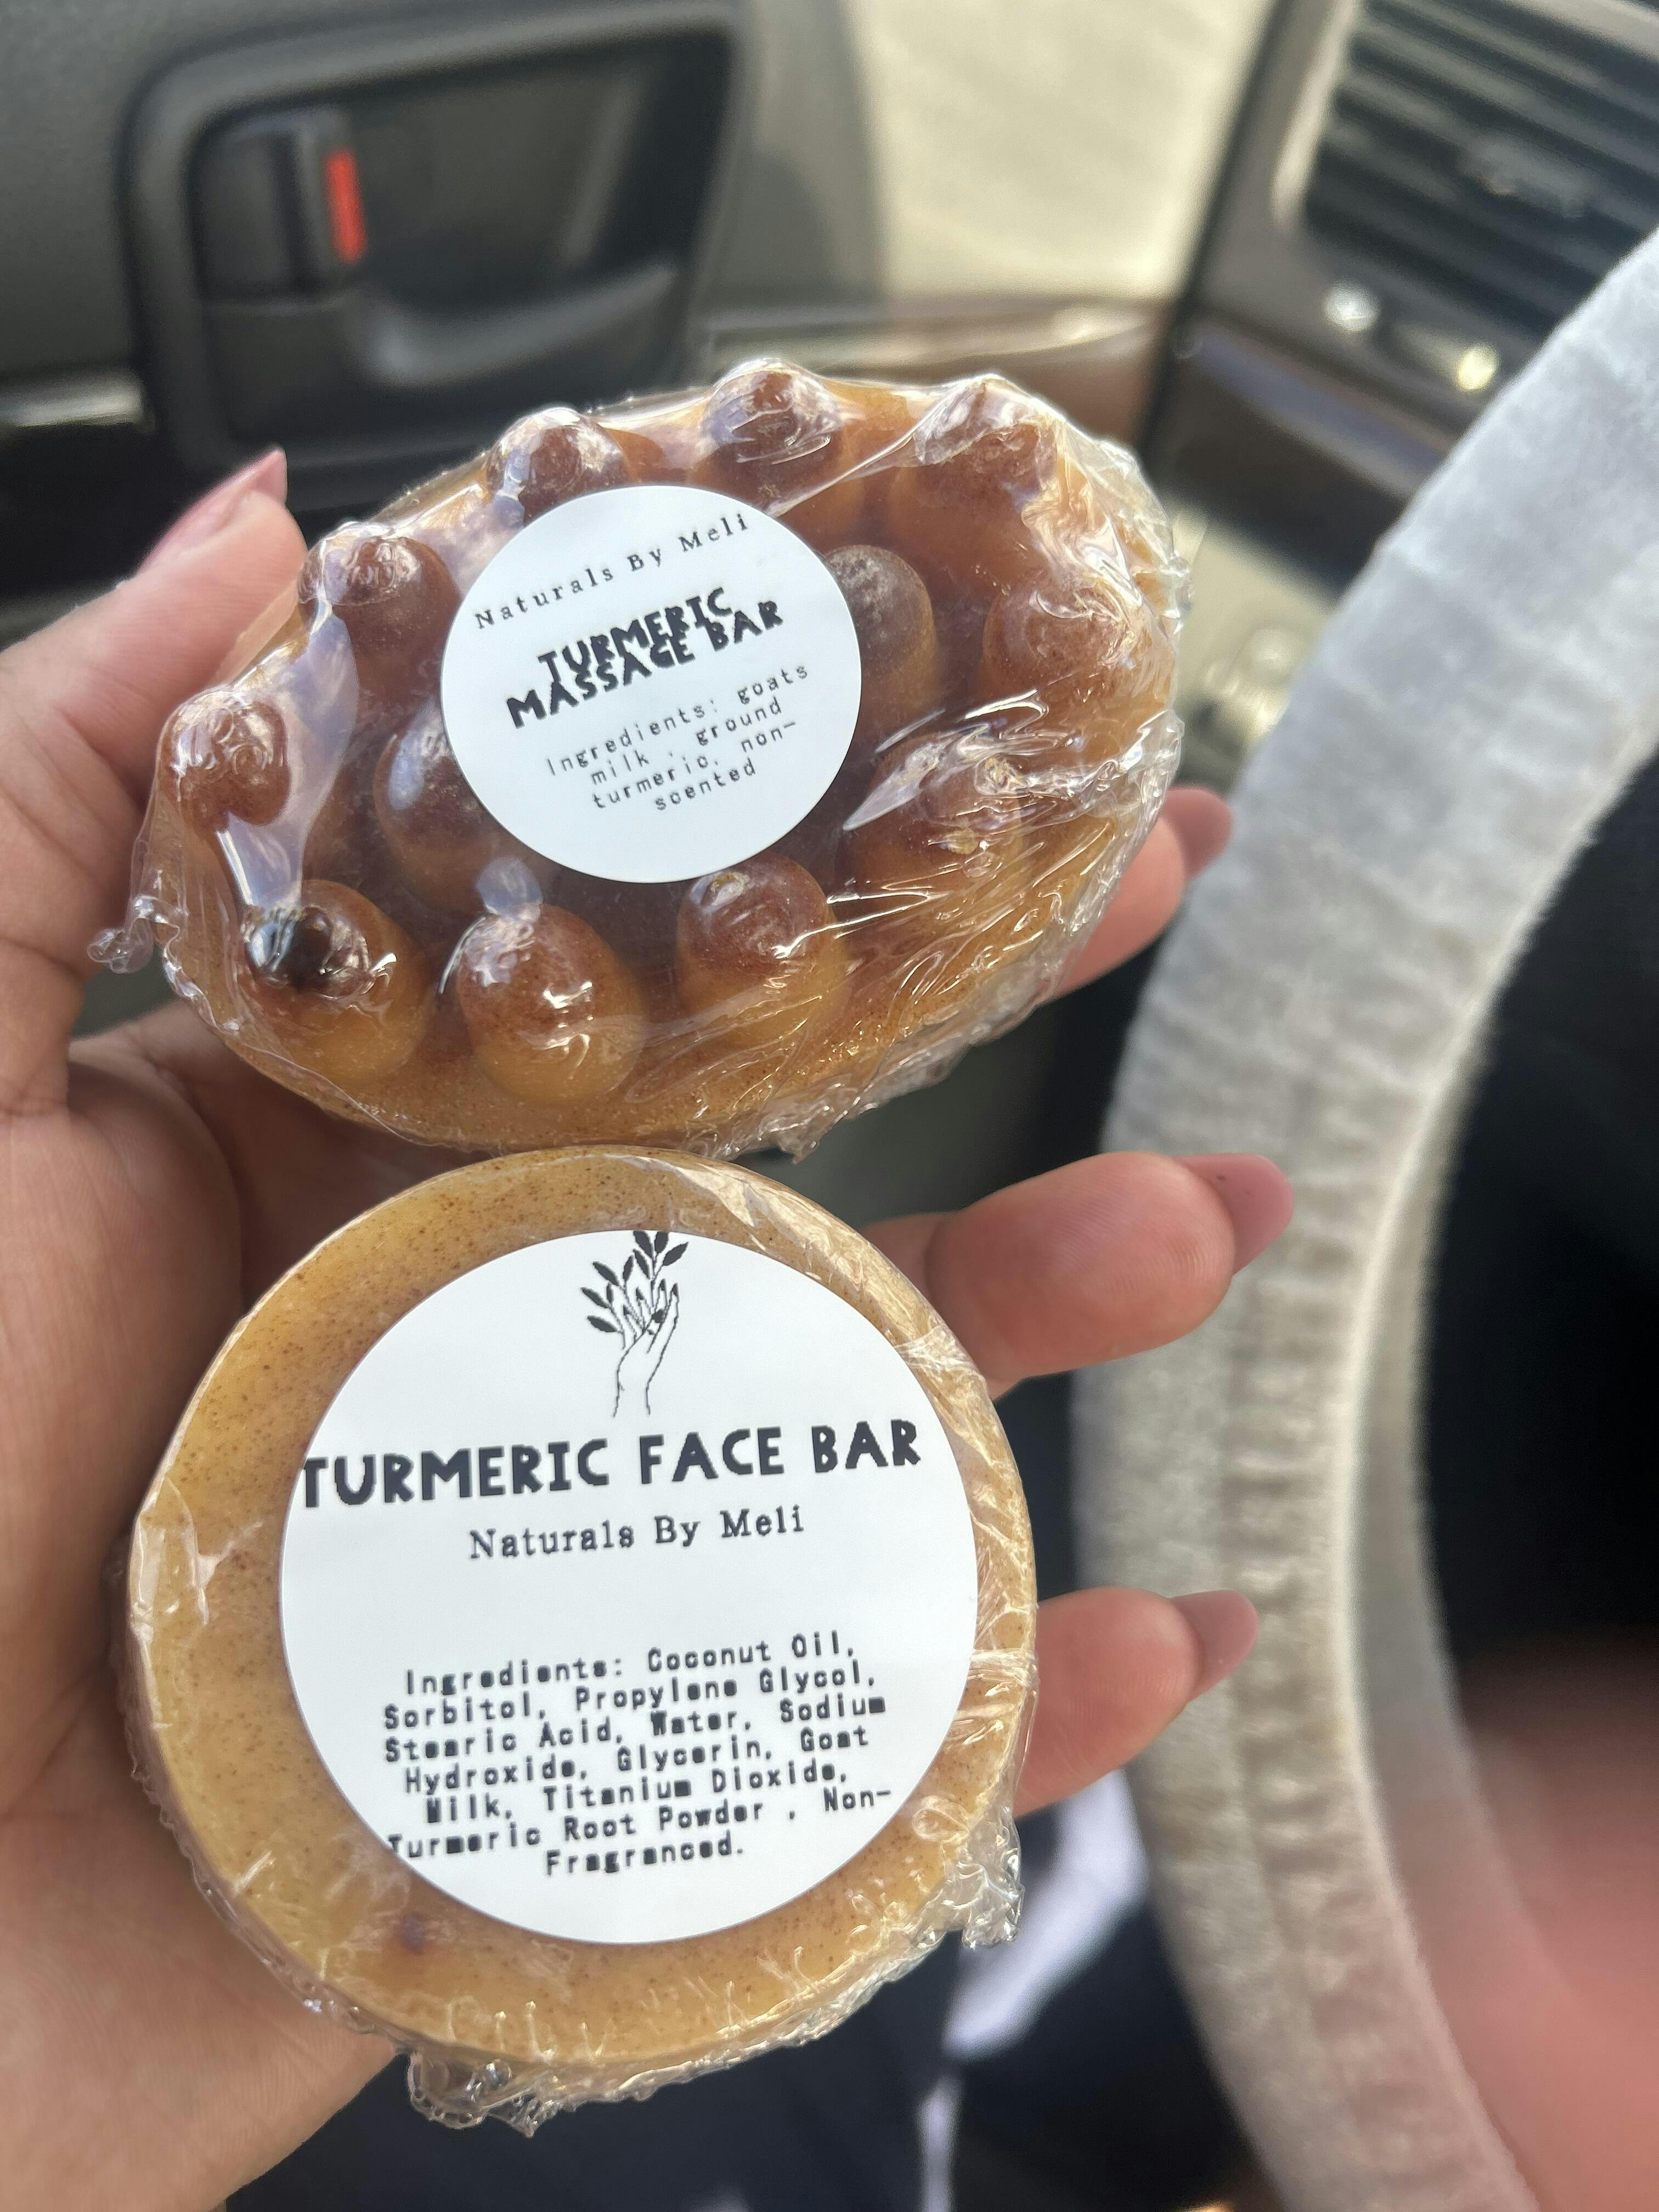 Naturals By Meli
TURMERIC
MASSAGE BAR
Ingredients: goats
milk , ground
turmeric, non-
scented
TURMERIC FACE BAR
Naturals By Meli
Ingredients: Coconut Oil,
Sorbitol, Propylene Glycol,
Stearic Acid, Water, Sodium
Hydroxide, Glycerin, Goat
Milk, Titanium Dioxide,
Turmeric Root Powder , Non-
Fragranced.